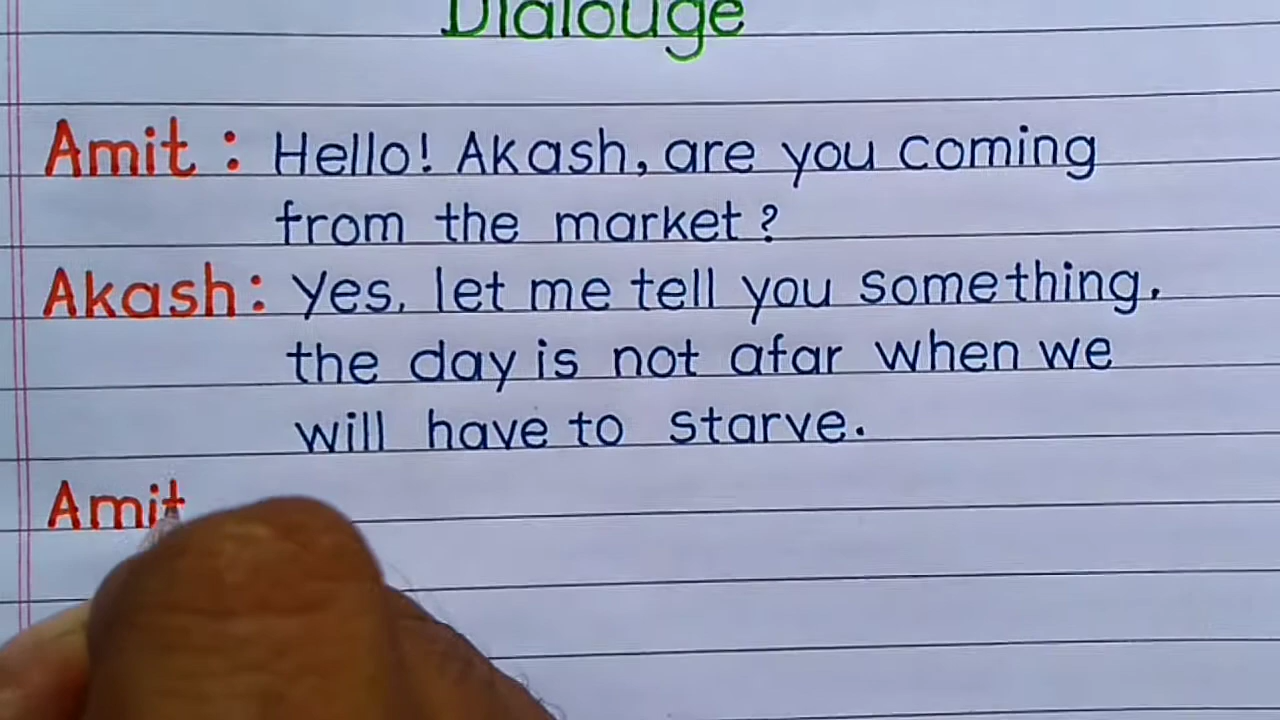 Dialouge
Amit : Hello! Akash, are you coming
from the market?
Akash: Yes, let me tell you something.
the day is not afar when we
will have to starve.
Amit